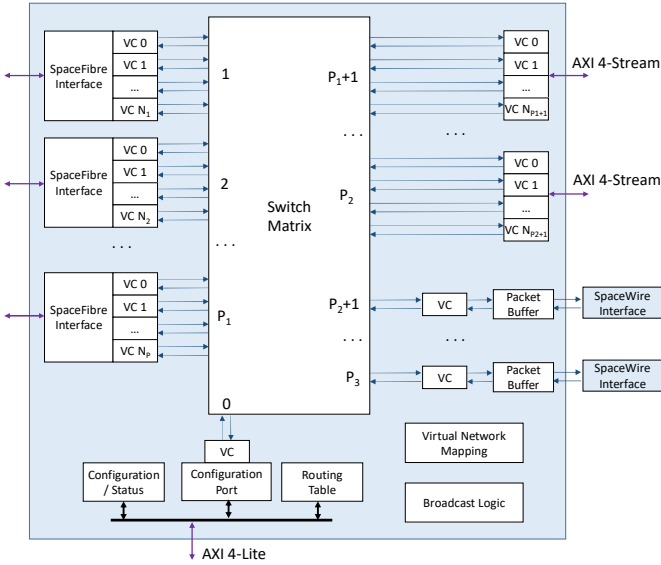 SpaceFibre
Interface
VC 0
VC 1
...
VC N1
SpaceFibre
Interface
VC 0
VC 1
...
VC N2
. . .
SpaceFibre
Interface
VC 0
VC 1
...
VC NP
1
2
. . .
P1
0
Switch
Matrix
P1+1
. . .
P2
P2+1
. . .
P3
VC 0
VC 1
...
VC NP1+1
AXI 4-Stream
. . .
VC 0
VC 1
...
VC NP2+1
AXI 4-Stream
VC
Packet
Buffer
SpaceWire
Interface
. . .
VC
Packet
Buffer
SpaceWire
Interface
VC
Configuration
/ Status
Configuration
Port
Routing
Table
Virtual Network
Mapping
Broadcast Logic
AXI 4-Lite